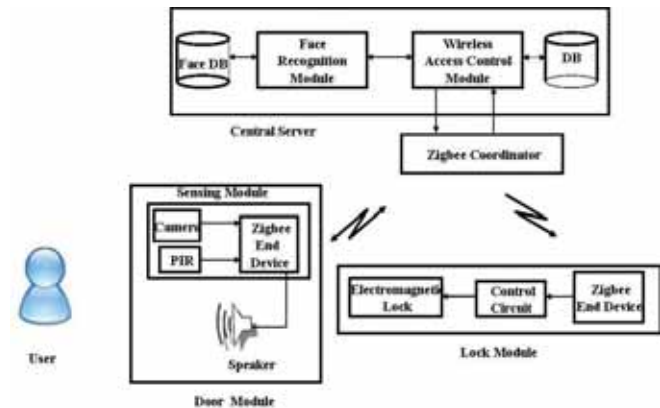 Face DB
Face
Recognition
Module
Wireless
Access Control
Module
DB
Central Server
Zigbee Coordinator
Sensing Module
Camera
PIR
Zigbee
End
Device
Speaker
Door Module
User
Electromagnetic
Lock
Control
Circuit
Zigbee
End Device
Lock Module